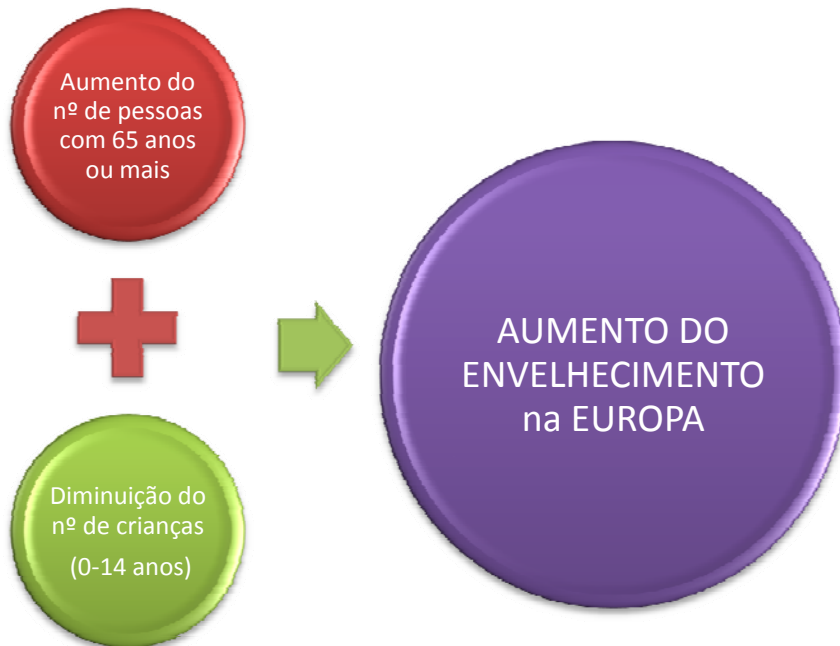 Aumento do
nº de pessoas
com 65 anos
ou mais
Diminuição do
nº de crianças
(0-14 anos)
AUMENTO DO
ENVELHECIMENTO
na EUROPA